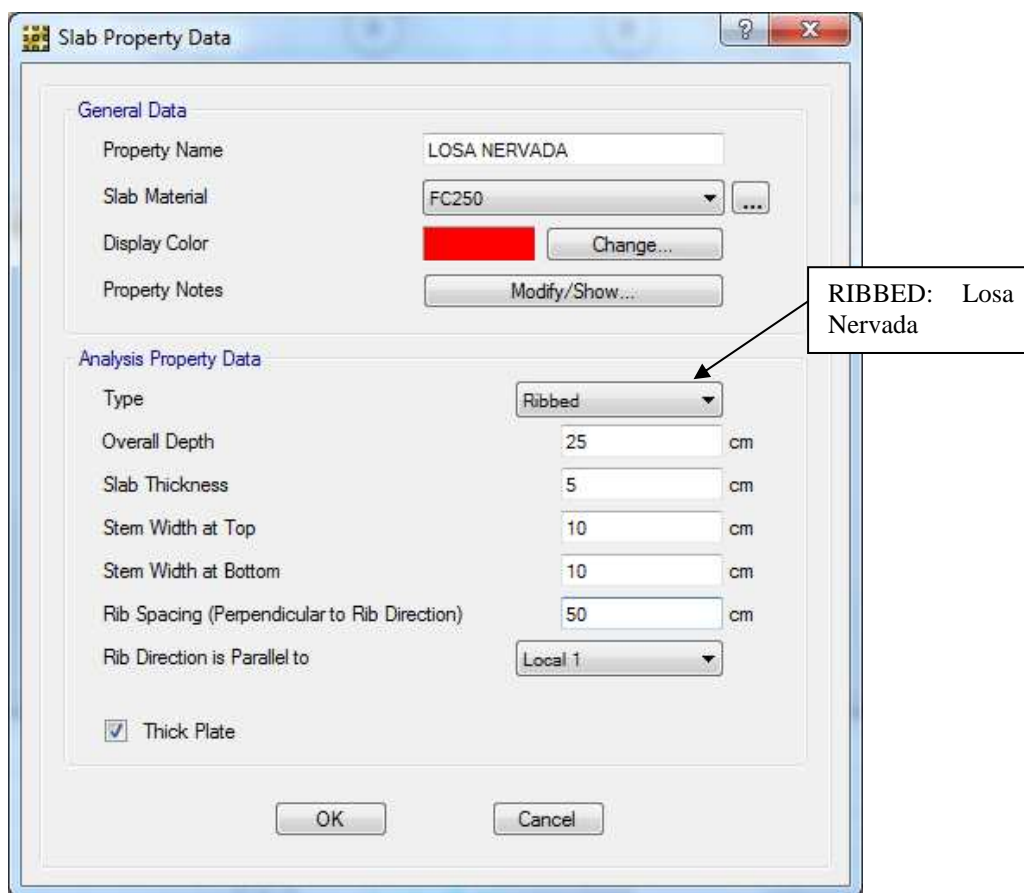 Slab Property Data
General Data
Property Name LOSA NERVADA
Slab Material FC250 ...
Display Color Change...
Property Notes Modify/Show...
RIBBED: Losa
Nervada
Analysis Property Data
Type Ribbed
Overall Depth 25 cm
Slab Thickness 5 cm
Stem Width at Top 10 cm
Stem Width at Bottom 10 cm
Rib Spacing (Perpendicular to Rib Direction) 50 cm
Rib Direction is Parallel to Local 1
Thick Plate
OK Cancel